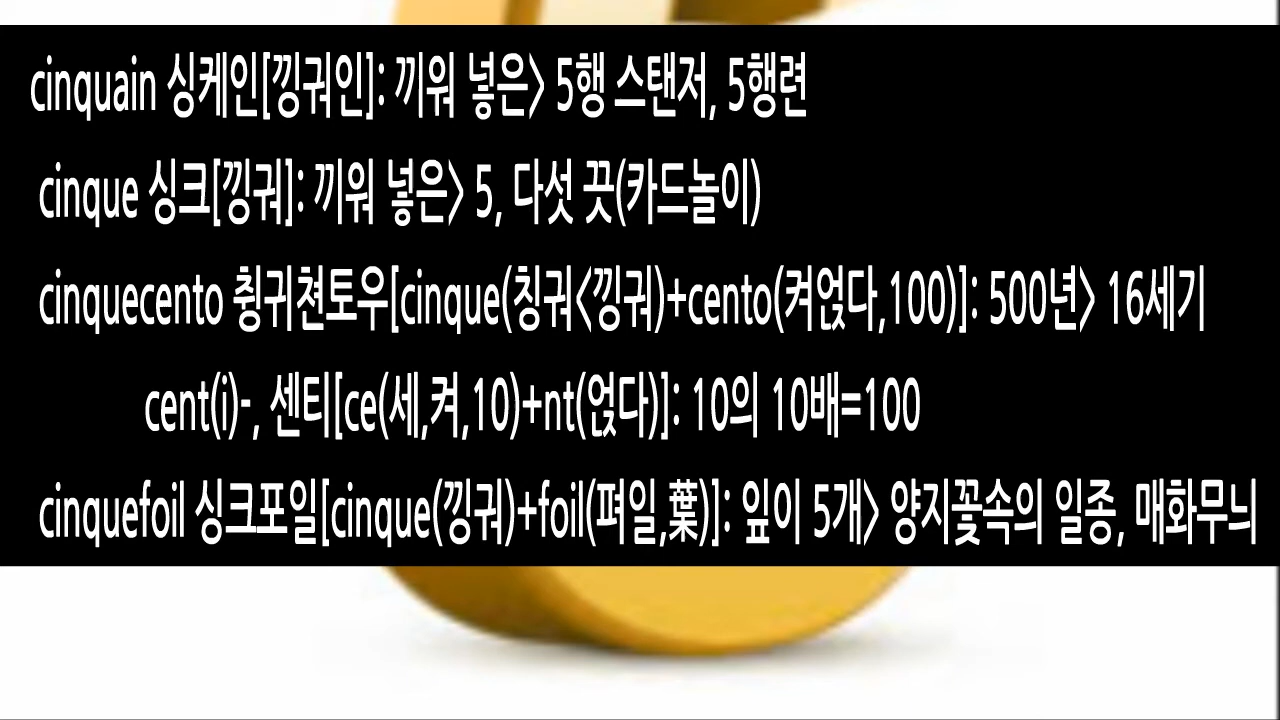 cinquain 싱케인[낑궈인]: 끼워 넣은> 5행 스탠저, 5행련
cinque 싱크[낑궈]: 끼워 넣은> 5, 다섯 끗(카드놀이)
cinquecento 췽귀쳔토우[cinque(칭궈<낑궈)+cento(켜얹다,100)]: 500년> 16세기
cent(i)-, 센티[ce(세,켜,10)+nt(얹다)]: 10의 10배=100
cinquefoil 싱크포일[cinque(낑궈)+foil(펴일,葉)]: 잎이 5개> 양지꽃속의 일종, 매화무늬